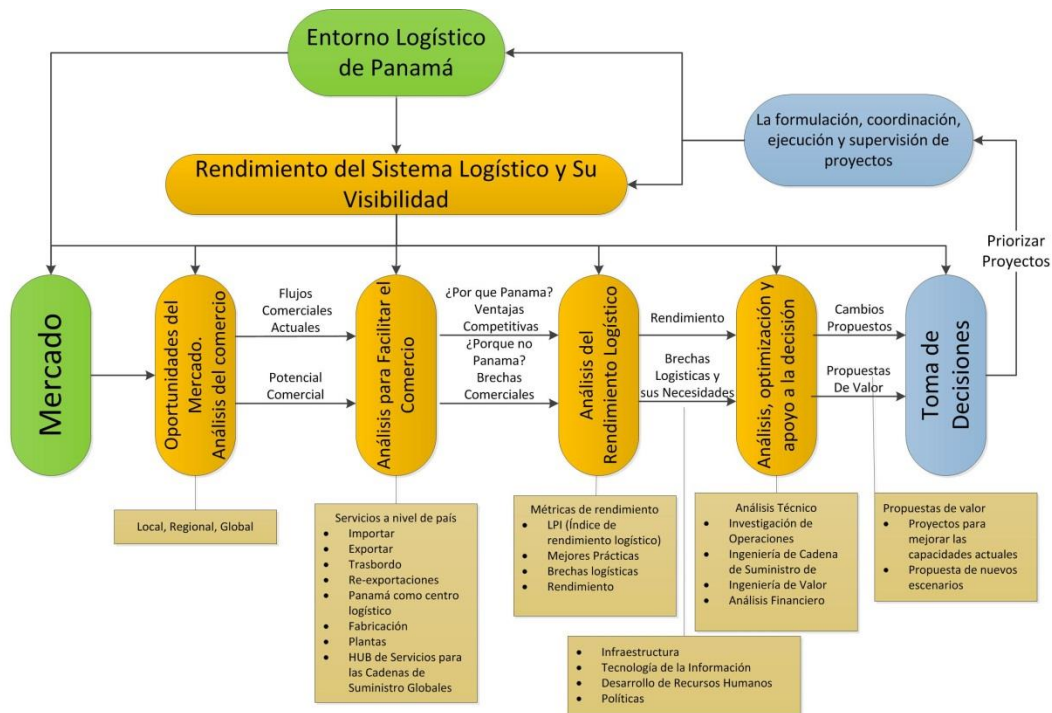 Entorno Logístico
de Panamá
La formulación, coordinación,
ejecución y supervisión de
proyectos
Rendimiento del Sistema Logístico y Su
Visibilidad
Priorizar
Proyectos
Mercado
Oportunidades del
Mercado.
Análisis del comercio
Flujos
Comerciales
Actuales
Potencial
Comercial
Análisis para Facilitar el
Comercio
¿Por que Panama?
Ventajas
Competitivas
¿Porque no
Panama?
Brechas
Comerciales
Análisis del
Rendimiento Logístico
Rendimiento
Brechas
Logisticas y
sus Necesidades
Análisis, optimización y
apoyo a la decisión
Cambios
Propuestos
Propuestas
De Valor
Toma de
Decisiones
Local, Regional, Global
Servicios a nivel de país
• Importar
• Exportar
• Trasbordo
• Re-exportaciones
• Panamá como centro
logístico
• Fabricación
• Plantas
• HUB de Servicios para
las Cadenas de
Suministro Globales
Métricas de rendimiento
• LPI (Índice de
rendimiento logístico)
• Mejores Prácticas
• Brechas logísticas
• Rendimiento
Análisis Técnico
• Investigación de
Operaciones
• Ingeniería de Cadena
de Suministro de
• Ingeniería de Valor
• Análisis Financiero
Propuestas de valor
• Proyectos para
mejorar las
capacidades actuales
• Propuesta de nuevos
escenarios
• Infraestructura
• Tecnología de la Información
• Desarrollo de Recursos Humanos
• Políticas